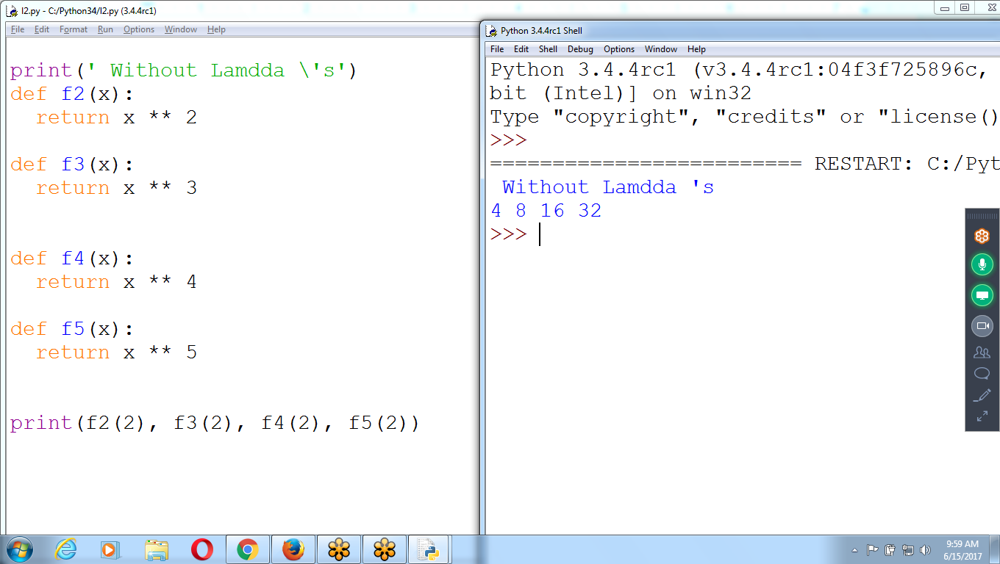 l2.py - C:/Python34/l2.py (3.4.4rc1)
File Edit Format Run Options Window Help
print(' Without Lamdda \'s')
def f2(x):
  return x ** 2
def f3(x):
  return x ** 3
def f4(x):
  return x ** 4
def f5(x):
  return x ** 5
print(f2(2), f3(2), f4(2), f5(2))
Python 3.4.4rc1 Shell
File Edit Shell Debug Options Window Help
Python 3.4.4rc1 (v3.4.4rc1:04f3f725896c,
bit (Intel)] on win32
Type "copyright", "credits" or "license()
>>>
========================= RESTART: C:/Pyt
 Without Lamdda 's
4 8 16 32
>>>
9:59 AM
6/15/2017